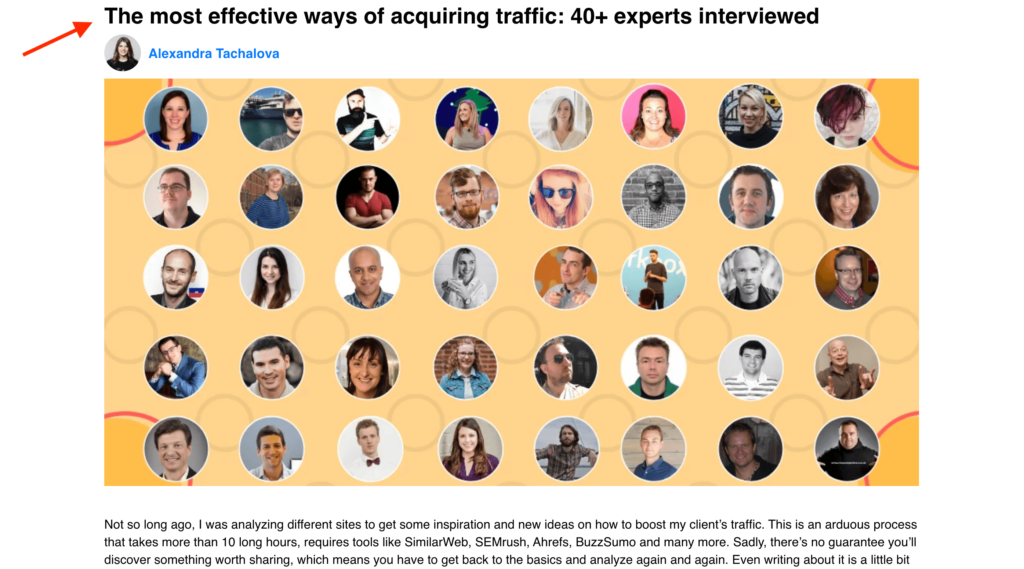 The most effective ways of acquiring traffic: 40+ experts interviewed
Alexandra Tachalova
Not so long ago, I was analyzing different sites to get some inspiration and new ideas on how to boost my client's traffic. This is an arduous process
that takes more than 10 long hours, requires tools like SimilarWeb, SEMrush, Ahrefs, BuzzSumo and many more. Sadly, there's no guarantee you'll
discover something worth sharing, which means you have to get back to the basics and analyze again and again. Even writing about it is a little bit